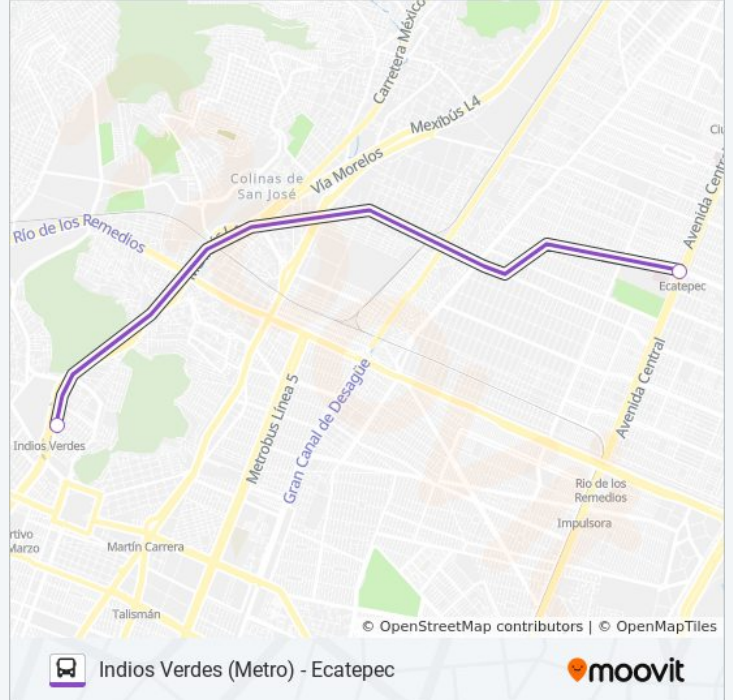 Carretera México
Mexibús L4
Vía Morelos
Colinas de
San José
Río de los Remedios
Avenida Central
Ecatepec
Indios Verdes
Metrobus Línea 5
Gran Canal de Desagüe
Avenida Central
Rio de los
Remedios
Impulsora
Martín Carrera
Talismán
© OpenStreetMap contributors | © OpenMapTiles
Indios Verdes (Metro) - Ecatepec
moovit